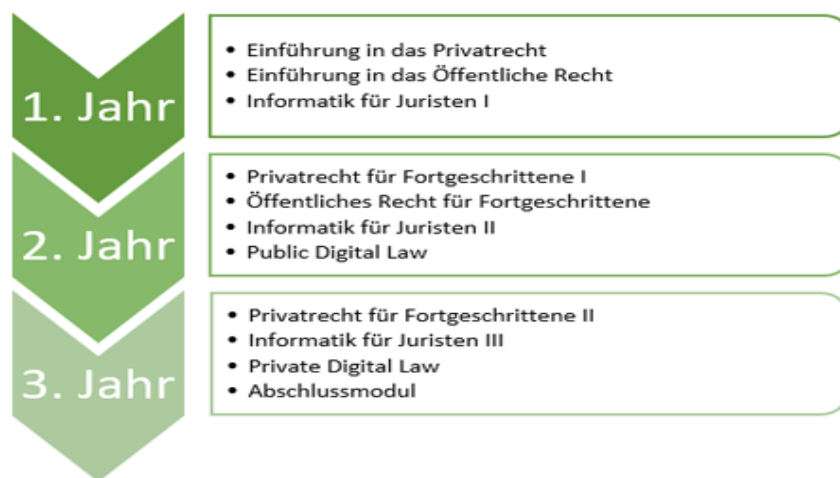 1. Jahr
• Einführung in das Privatrecht
• Einführung in das Öffentliche Recht
• Informatik für Juristen I
2. Jahr
• Privatrecht für Fortgeschrittene I
• Öffentliches Recht für Fortgeschrittene
• Informatik für Juristen II
• Public Digital Law
3. Jahr
• Privatrecht für Fortgeschrittene II
• Informatik für Juristen III
• Private Digital Law
• Abschlussmodul